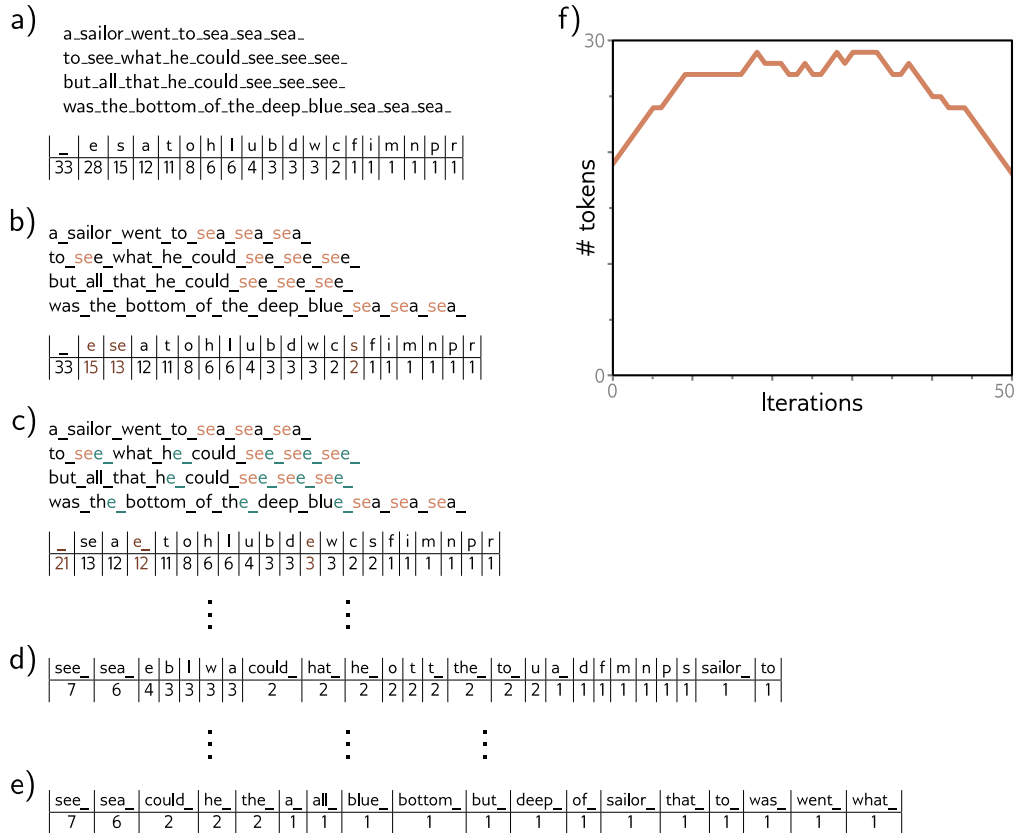 a)
a_sailor_went_to_sea_sea_sea_
to_see_what_he_could_see_see_see_
but_all_that_he_could_see_see_see_
was_the_bottom_of_the_deep_blue_sea_sea_sea_
_ e s a t o h l u b d w c f i m n p r
33 28 15 12 11 8 6 6 4 3 3 3 2 1 1 1 1 1 1
b)
a_sailor_went_to_sea_sea_sea_
to_see_what_he_could_see_see_see_
but_all_that_he_could_see_see_see_
was_the_bottom_of_the_deep_blue_sea_sea_sea_
_ e se a t o h l u b d w c s f i m n p r
33 15 13 12 11 8 6 6 4 3 3 3 2 2 1 1 1 1 1 1
c)
a_sailor_went_to_sea_sea_sea_
to_see_what_he_could_see_see_see_
but_all_that_he_could_see_see_see_
was_the_bottom_of_the_deep_blue_sea_sea_sea_
_ se a e_ t o h l u b d e w c s f i m n p r
21 13 12 12 11 8 6 6 4 3 3 3 3 2 2 1 1 1 1 1 1
d)
see_ sea_ e b l w a could_ hat_ he_ o t t_ the_ to_ u a_ d f m n p s sailor_ to
7 6 4 3 3 3 3 2 2 2 2 2 2 2 2 2 1 1 1 1 1 1 1 1 1
e)
see_ sea_ could_ he_ the_ a_ all_ blue_ bottom_ but_ deep_ of_ sailor_ that_ to_ was_ went_ what_
7 6 2 2 2 1 1 1 1 1 1 1 1 1 1 1 1 1
f)
30
# tokens
0
0 50
Iterations